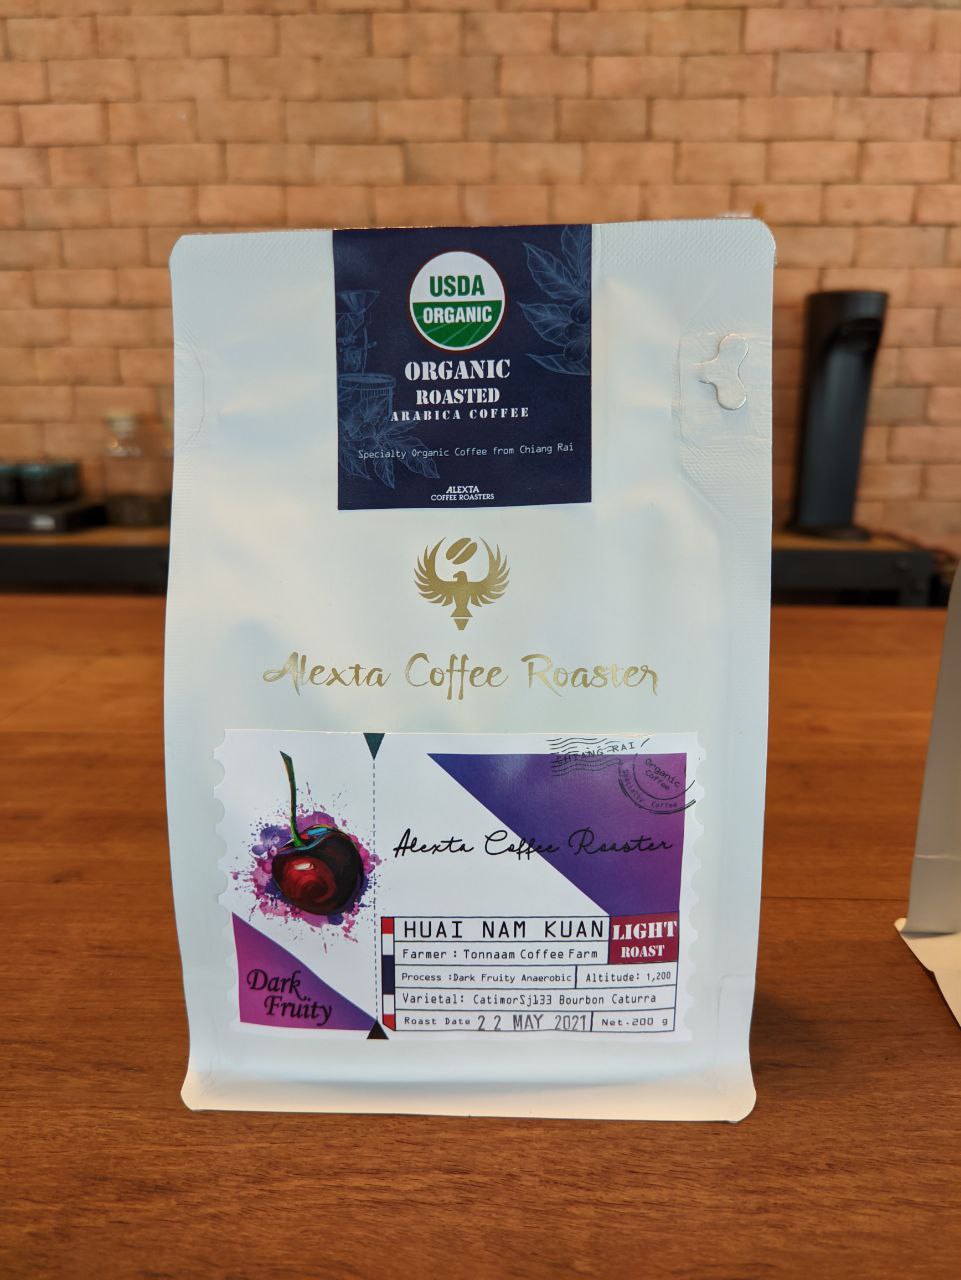 USDA
ORGANIC
ORGANIC
ROASTED
ARABICA COFFEE
Specialty Organic Coffee from Chiang Rai
ALEXTA
COFFEE ROASTERS
Alexta Coffee Roaster
CHIANG RAI
Organic
Coffee
Specialty Coffee
Alexta Coffee Roaster
HUAI NAM KUAN
LIGHT
ROAST
Farmer : Tonnaam Coffee Farm
Process :Dark Fruity Anaerobic
Altitude: 1,200
Varietal: CatimorSj133 Bourbon Caturra
Roast Date 22 MAY 2021
Net.200 g
Dark
Fruity